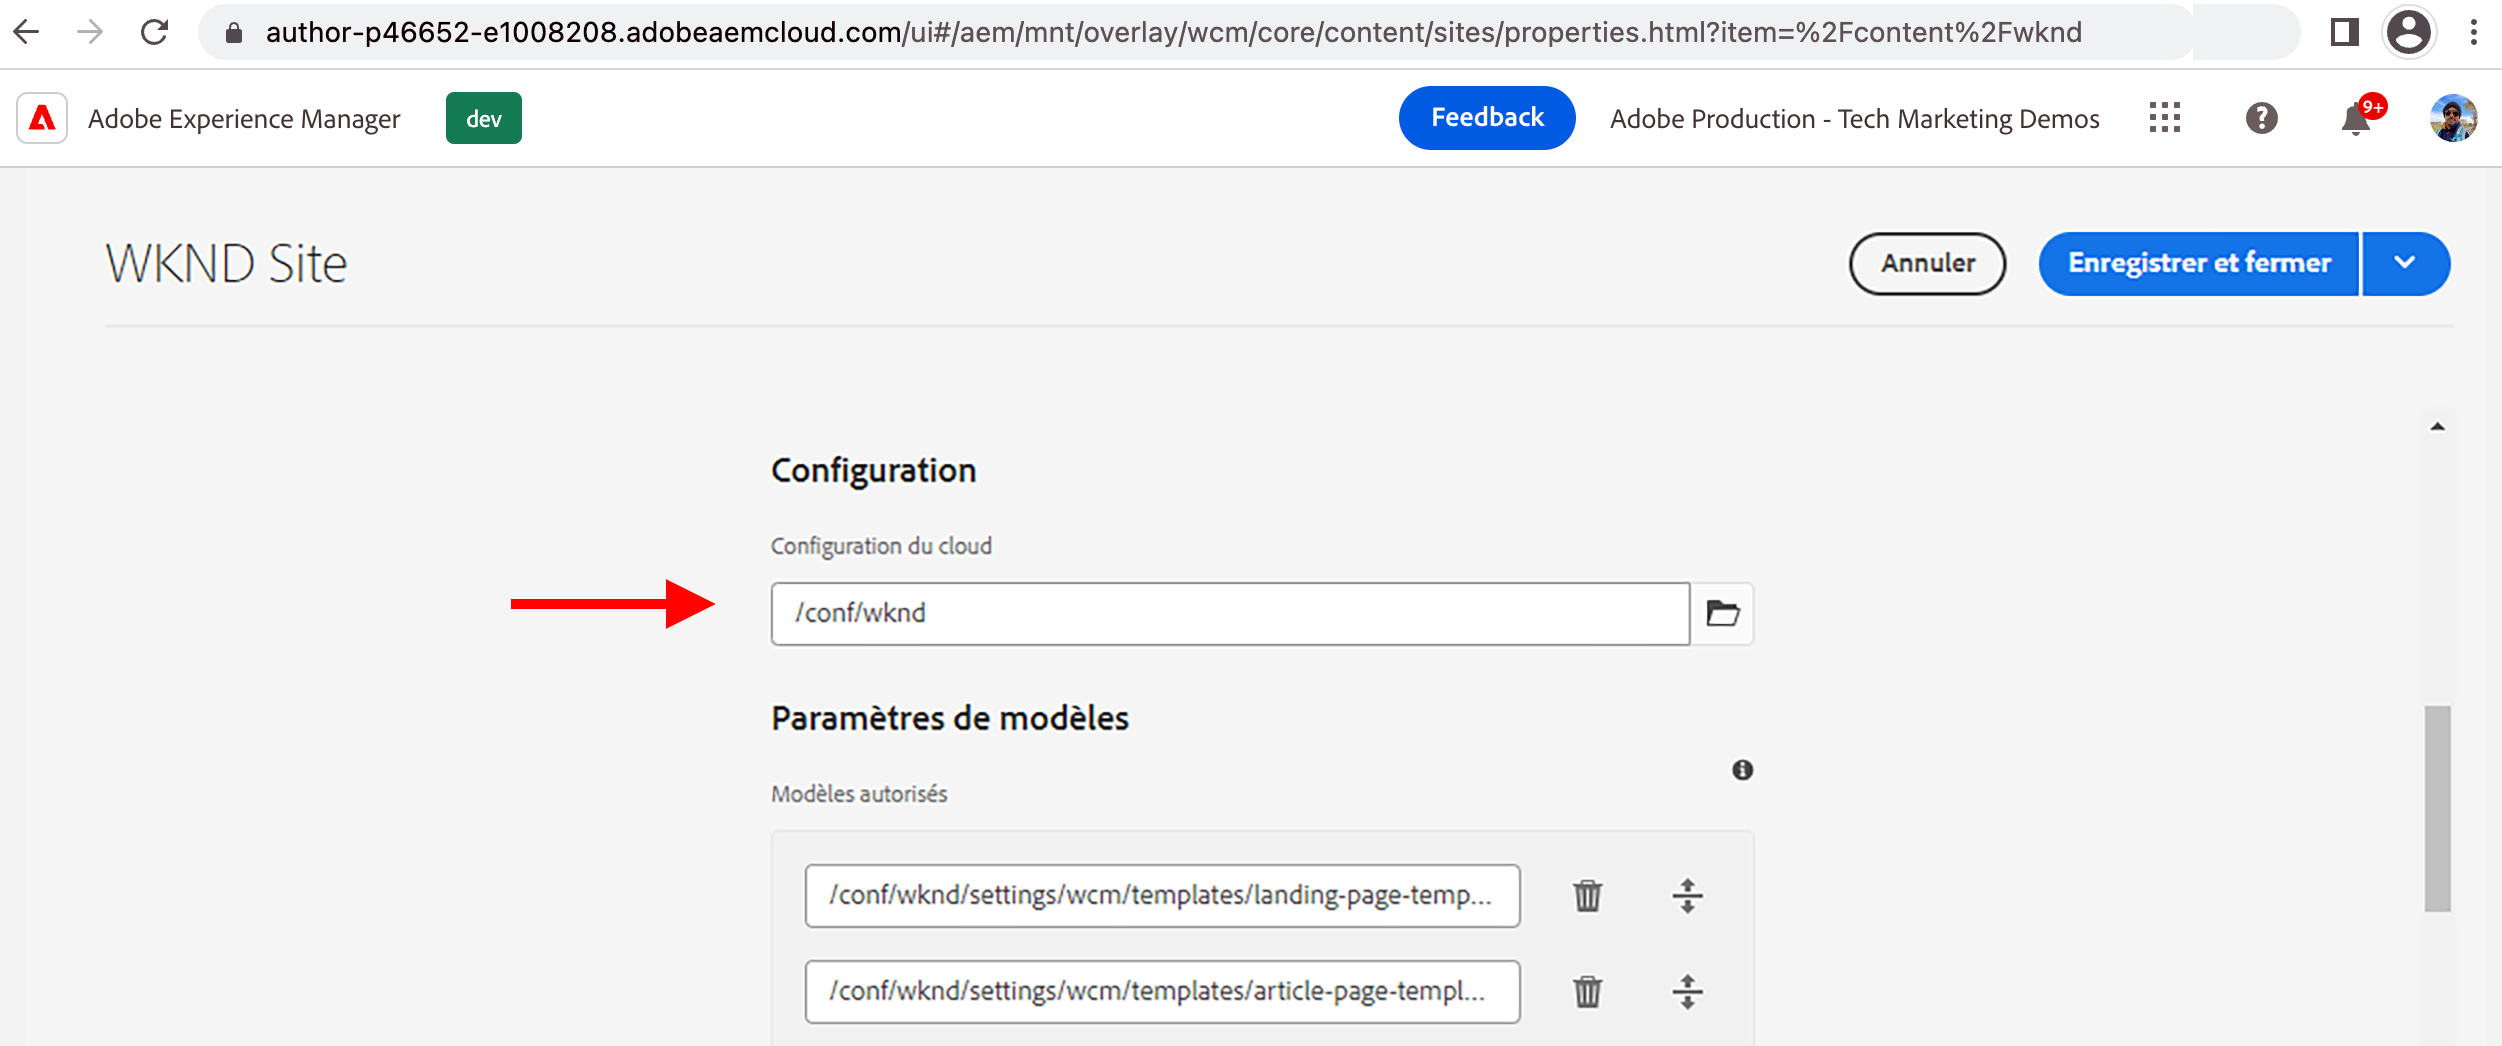 author-p46652-e1008208.adobeaemcloud.com/ui#/aem/mnt/overlay/wcm/core/content/sites/properties.html?item=%2Fcontent%2Fwknd
Adobe Experience Manager
dev
Feedback
Adobe Production - Tech Marketing Demos
9+
WKND Site
Annuler
Enregistrer et fermer
Configuration
Configuration du cloud
/conf/wknd
Paramètres de modèles
Modèles autorisés
/conf/wknd/settings/wcm/templates/landing-page-temp...
/conf/wknd/settings/wcm/templates/article-page-templ...